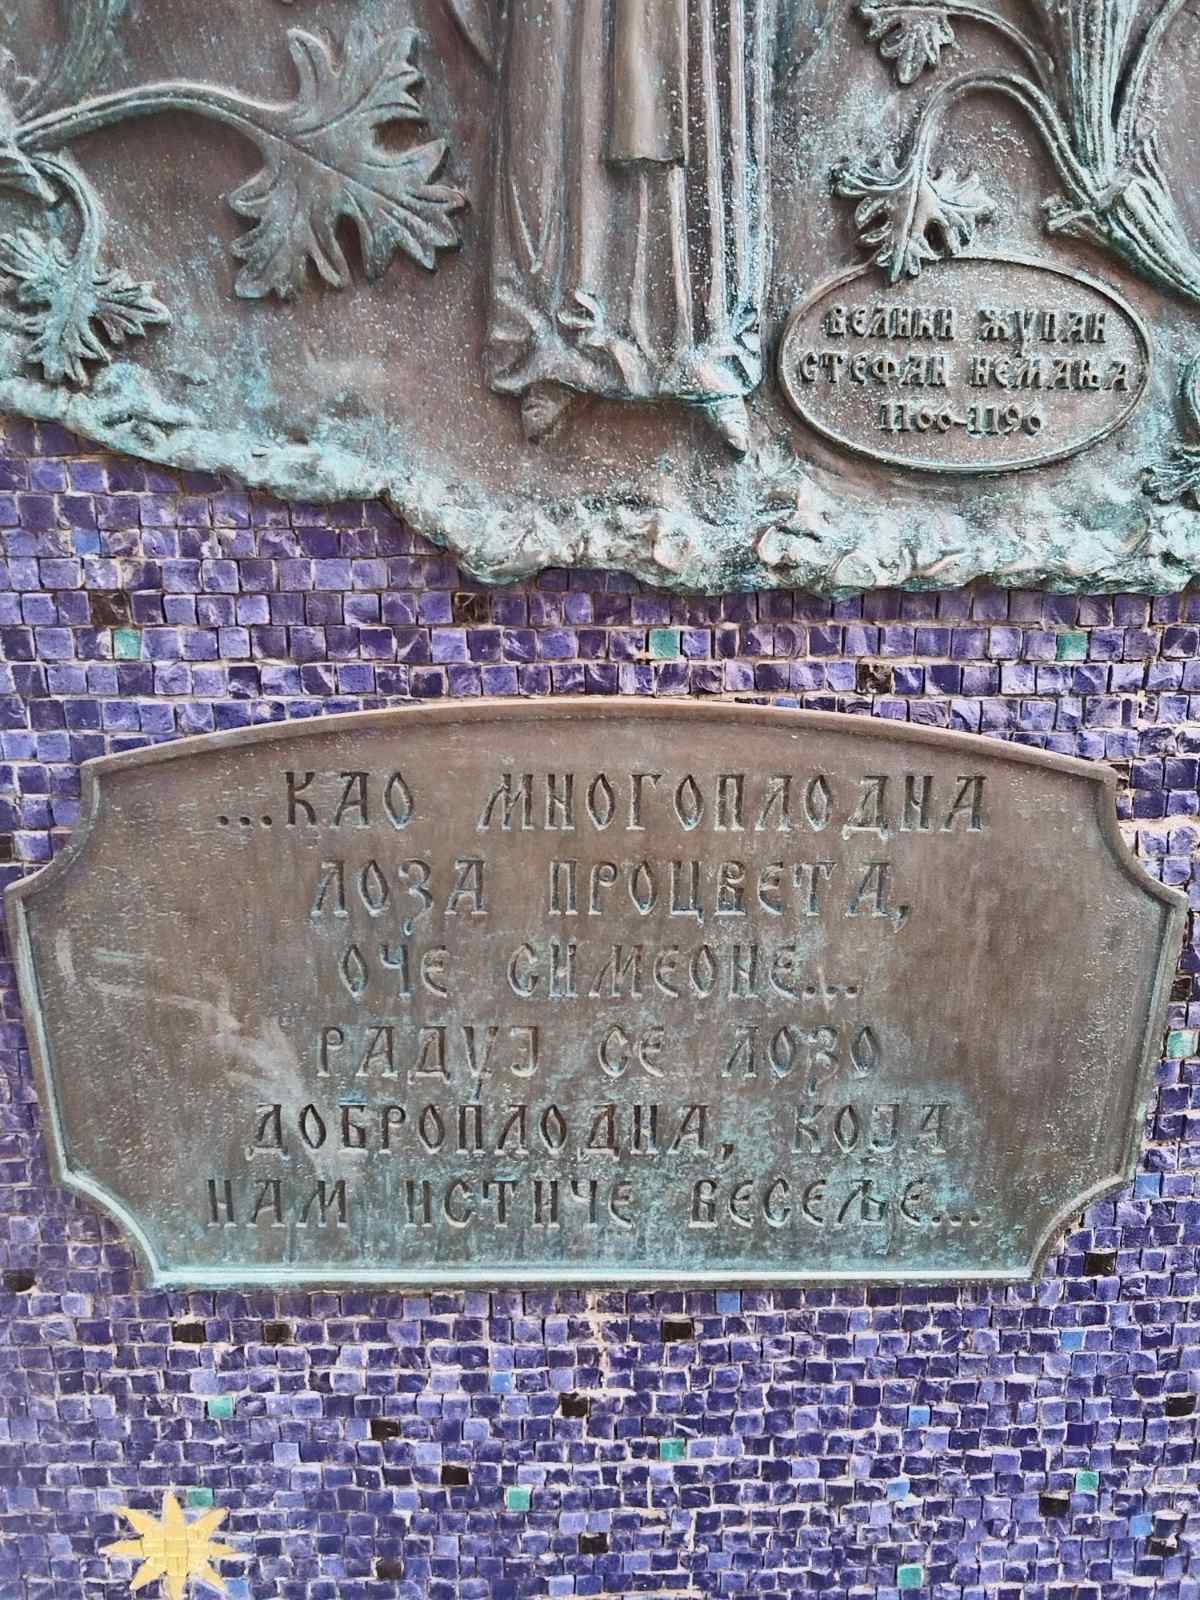 ВЕЛИКИ ЖУПАН
СТЕФАН НЕМАЊА
1166-1196
...КАО МНОГОПЛОДНА
ЛОЗА ПРОЦВЕТА,
ОЧЕ СИМЕОНЕ...
РАДУЈ СЕ ЛОЗО
ДОБРОПЛОДНА, КОЈА
НАМ ИСТИЧЕ ВЕСЕЉЕ...